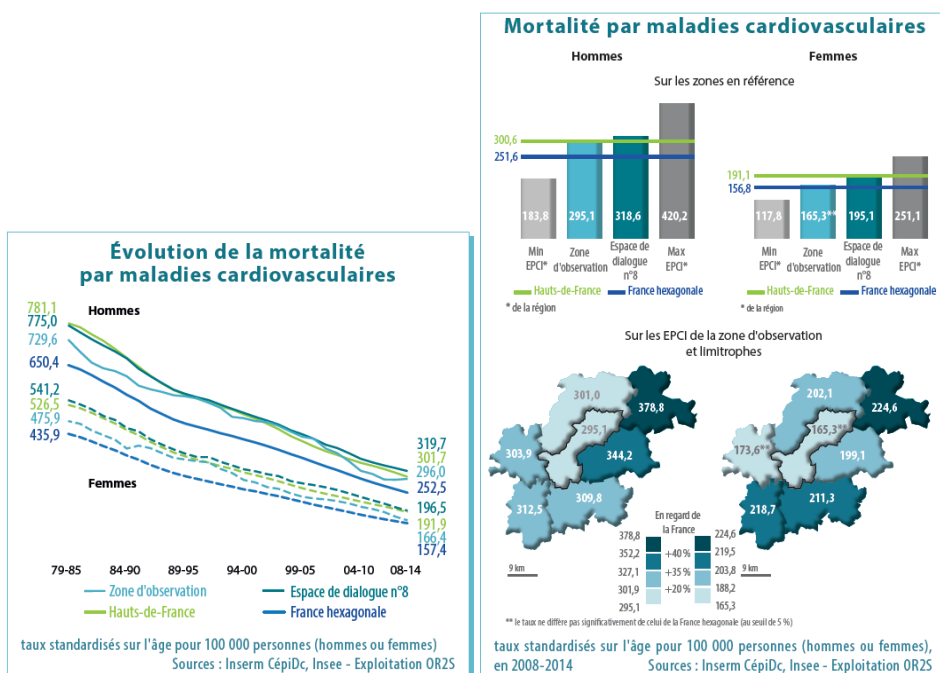 Évolution de la mortalité
par maladies cardiovasculaires
781,1
775,0
729,6
650,4
541,2
526,5
475,9
435,9
Hommes
Femmes
319,7
301,7
296,0
252,5
196,5
191,9
166,4
157,4
79-85 84-90 89-95 94-00 99-05 04-10 08-14
Zone d'observation Espace de dialogue n°8
Hauts-de-France France hexagonale
taux standardisés sur l'âge pour 100 000 personnes (hommes ou femmes)
Sources : Inserm CépiDc, Insee - Exploitation OR2S
Mortalité par maladies cardiovasculaires
Hommes Femmes
Sur les zones en référence
300,6
251,6
183,8 295,1 318,6 420,2
Min
EPCI*
Zone
d'observation
Espace de
dialogue
n°8
Max
EPCI*
Hauts-de-France France hexagonale
* de la région
191,1
156,8
117,8 165,3** 195,1 251,1
Min
EPCI*
Zone
d'observation
Espace de
dialogue
n°8
Max
EPCI*
Hauts-de-France France hexagonale
* de la région
Sur les EPCI de la zone d'observation
et limitrophes
301,0
378,8
295,1
303,9
344,2
312,5
309,8
202,1
224,6
165,3**
173,6**
199,1
218,7
211,3
En regard de
la France
378,8
352,2
327,1
301,9
295,1
+40 %
+35 %
+20 %
224,6
219,5
203,8
188,2
165,3
9 km
9 km
** le taux ne diffère pas significativement de celui de la France hexagonale (au seuil de 5 %)
taux standardisés sur l'âge pour 100 000 personnes (hommes ou femmes),
en 2008-2014 Sources : Inserm CépiDc, Insee - Exploitation OR2S